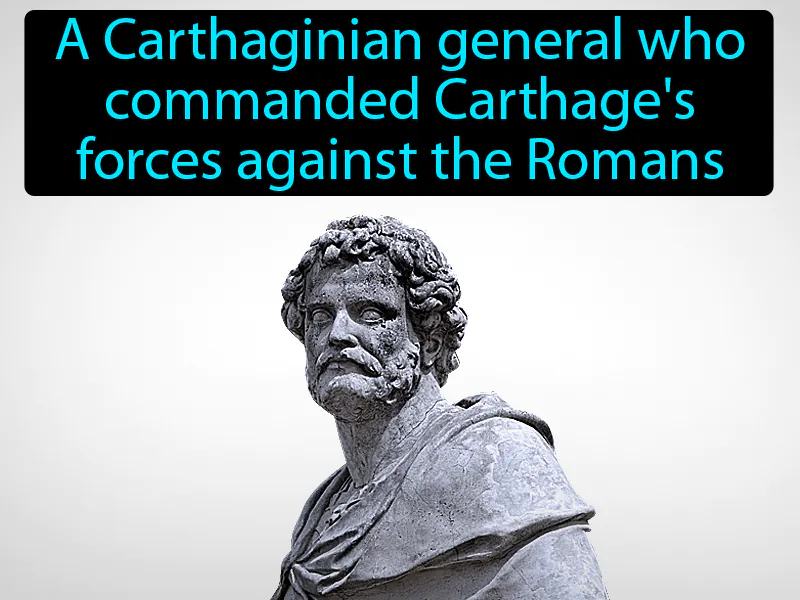 A Carthaginian general who
commanded Carthage's
forces against the Romans